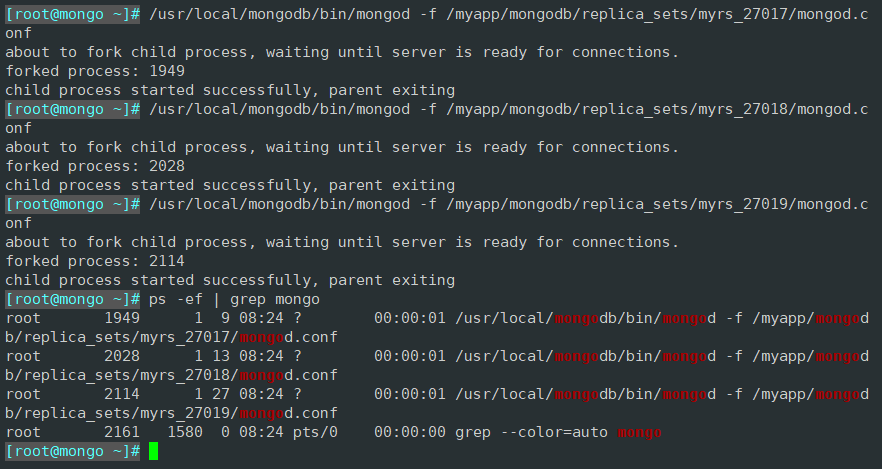 [root@mongo ~]# /usr/local/mongodb/bin/mongod -f /myapp/mongodb/replica_sets/myrs_27017/mongod.c
onf
about to fork child process, waiting until server is ready for connections.
forked process: 1949
child process started successfully, parent exiting
[root@mongo ~]# /usr/local/mongodb/bin/mongod -f /myapp/mongodb/replica_sets/myrs_27018/mongod.c
onf
about to fork child process, waiting until server is ready for connections.
forked process: 2028
child process started successfully, parent exiting
[root@mongo ~]# /usr/local/mongodb/bin/mongod -f /myapp/mongodb/replica_sets/myrs_27019/mongod.c
onf
about to fork child process, waiting until server is ready for connections.
forked process: 2114
child process started successfully, parent exiting
[root@mongo ~]# ps -ef | grep mongo
root       1949      1  9 08:24 ?        00:00:01 /usr/local/mongodb/bin/mongod -f /myapp/mongod
b/replica_sets/myrs_27017/mongod.conf
root       2028      1 13 08:24 ?        00:00:01 /usr/local/mongodb/bin/mongod -f /myapp/mongod
b/replica_sets/myrs_27018/mongod.conf
root       2114      1 27 08:24 ?        00:00:01 /usr/local/mongodb/bin/mongod -f /myapp/mongod
b/replica_sets/myrs_27019/mongod.conf
root       2161   1580  0 08:24 pts/0    00:00:00 grep --color=auto mongo
[root@mongo ~]#